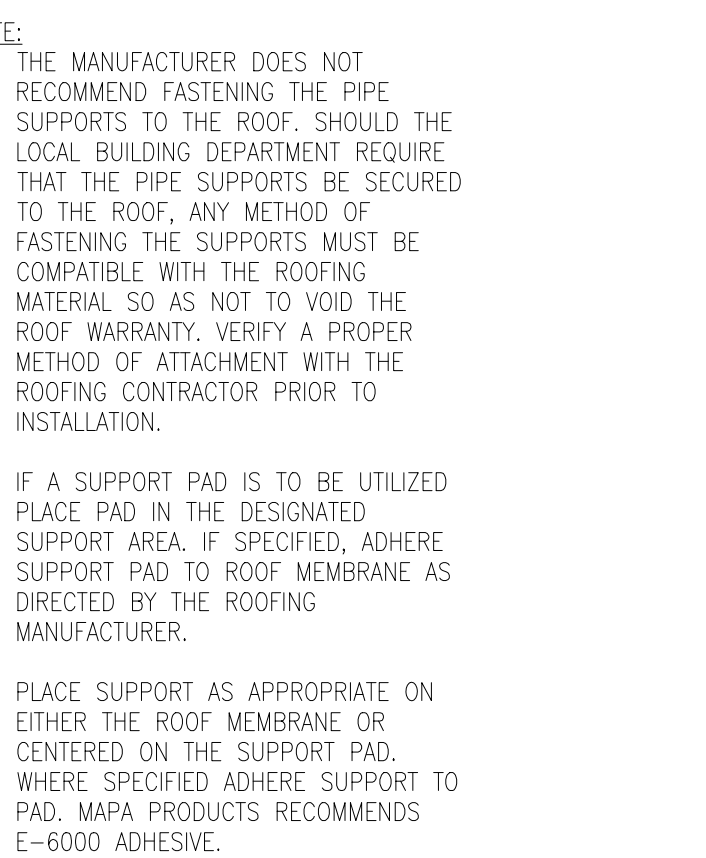 TE:
THE MANUFACTURER DOES NOT
RECOMMEND FASTENING THE PIPE
SUPPORTS TO THE ROOF. SHOULD THE
LOCAL BUILDING DEPARTMENT REQUIRE
THAT THE PIPE SUPPORTS BE SECURED
TO THE ROOF, ANY METHOD OF
FASTENING THE SUPPORTS MUST BE
COMPATIBLE WITH THE ROOFING
MATERIAL SO AS NOT TO VOID THE
ROOF WARRANTY. VERIFY A PROPER
METHOD OF ATTACHMENT WITH THE
ROOFING CONTRACTOR PRIOR TO
INSTALLATION.
IF A SUPPORT PAD IS TO BE UTILIZED
PLACE PAD IN THE DESIGNATED
SUPPORT AREA. IF SPECIFIED, ADHERE
SUPPORT PAD TO ROOF MEMBRANE AS
DIRECTED BY THE ROOFING
MANUFACTURER.
PLACE SUPPORT AS APPROPRIATE ON
EITHER THE ROOF MEMBRANE OR
CENTERED ON THE SUPPORT PAD.
WHERE SPECIFIED ADHERE SUPPORT TO
PAD. MAPA PRODUCTS RECOMMENDS
E-6000 ADHESIVE.